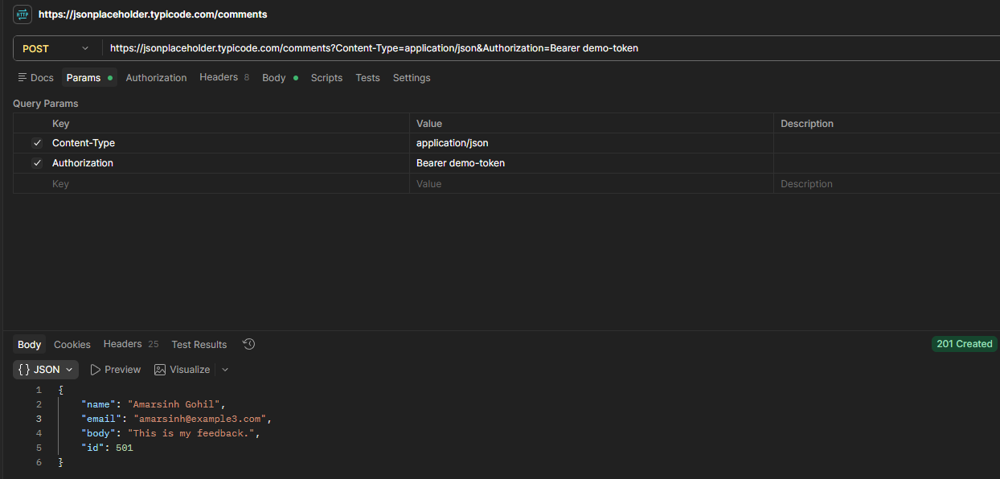 HTTP https://jsonplaceholder.typicode.com/comments
POST https://jsonplaceholder.typicode.com/comments?Content-Type=application/json&Authorization=Bearer demo-token
Docs Params Authorization Headers 8 Body Scripts Tests Settings
Query Params
Key Value Description
Content-Type application/json
Authorization Bearer demo-token
Key Value Description
Body Cookies Headers 25 Test Results 201 Created
{} JSON Preview Visualize
1 {
2 "name": "Amarsinh Gohil",
3 "email": "amarsinh@example3.com",
4 "body": "This is my feedback.",
5 "id": 501
6 }